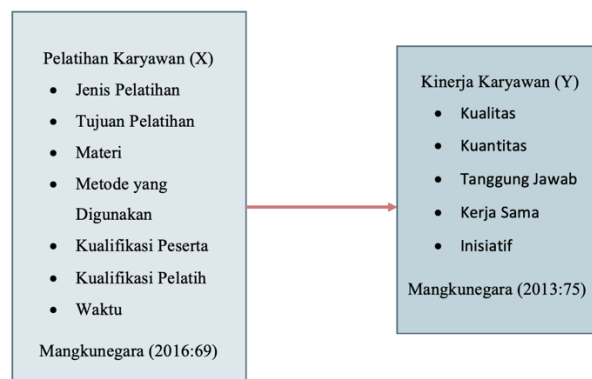 Pelatihan Karyawan (X)
• Jenis Pelatihan
• Tujuan Pelatihan
• Materi
• Metode yang
Digunakan
• Kualifikasi Peserta
• Kualifikasi Pelatih
• Waktu
Mangkunegara (2016:69)
Kinerja Karyawan (Y)
• Kualitas
• Kuantitas
• Tanggung Jawab
• Kerja Sama
• Inisiatif
Mangkunegara (2013:75)